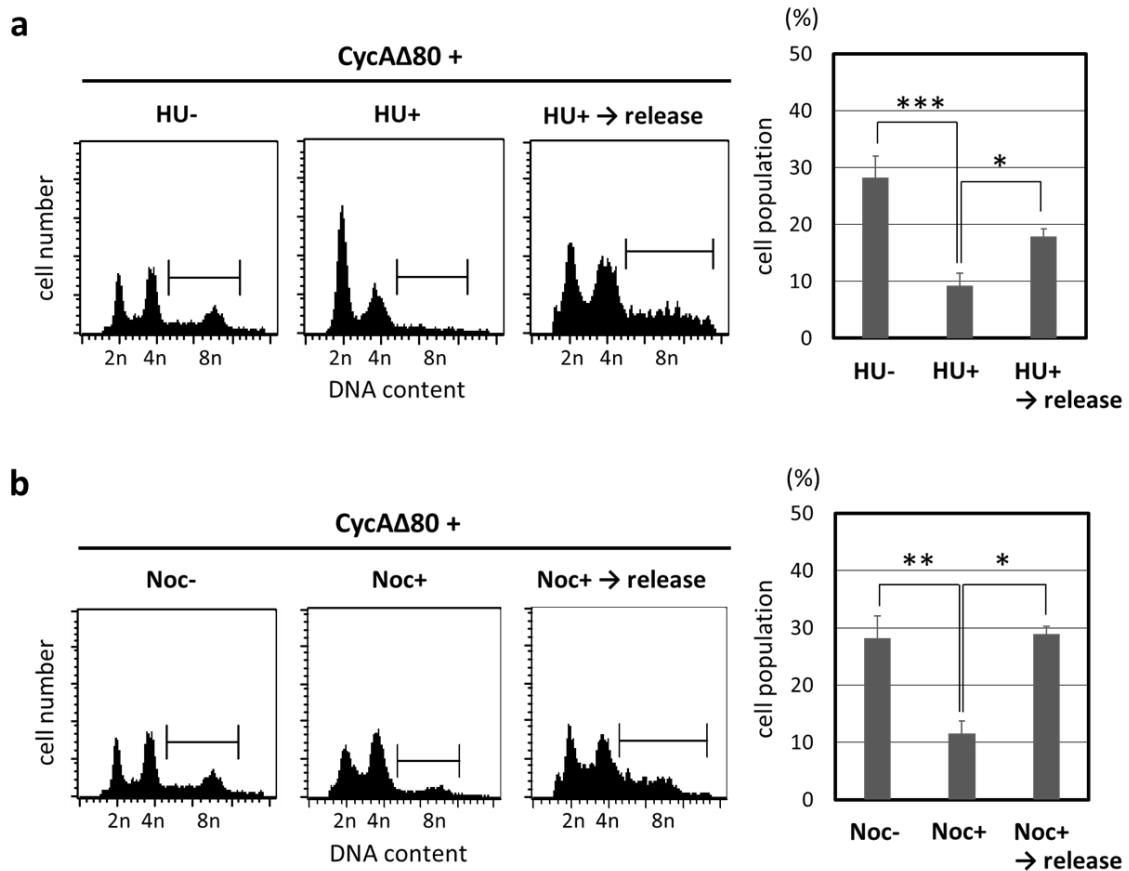 a
CycAΔ80 +
HU-
HU+
HU+ → release
cell number
2n 4n 8n
2n 4n 8n
2n 4n 8n
DNA content
(%)
cell population
50
40
30
20
10
0
***
*
HU-
HU+
HU+
→ release
b
CycAΔ80 +
Noc-
Noc+
Noc+ → release
cell number
2n 4n 8n
2n 4n 8n
2n 4n 8n
DNA content
(%)
cell population
50
40
30
20
10
0
**
*
Noc-
Noc+
Noc+
→ release